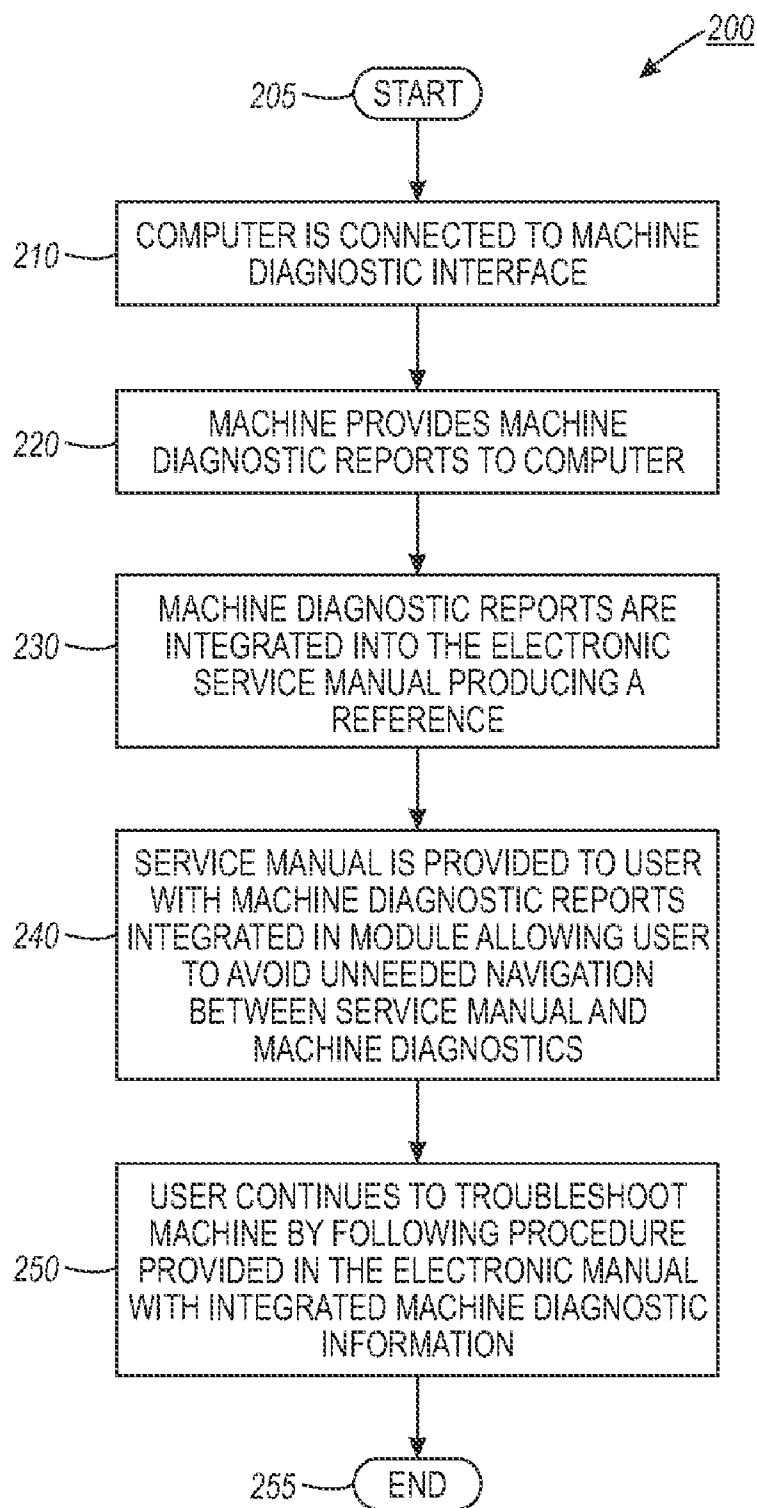 200
205
START
210
COMPUTER IS CONNECTED TO MACHINE
DIAGNOSTIC INTERFACE
220
MACHINE PROVIDES MACHINE
DIAGNOSTIC REPORTS TO COMPUTER
230
MACHINE DIAGNOSTIC REPORTS ARE
INTEGRATED INTO THE ELECTRONIC
SERVICE MANUAL PRODUCING A
REFERENCE
240
SERVICE MANUAL IS PROVIDED TO USER
WITH MACHINE DIAGNOSTIC REPORTS
INTEGRATED IN MODULE ALLOWING USER
TO AVOID UNNEEDED NAVIGATION
BETWEEN SERVICE MANUAL AND
MACHINE DIAGNOSTICS
250
USER CONTINUES TO TROUBLESHOOT
MACHINE BY FOLLOWING PROCEDURE
PROVIDED IN THE ELECTRONIC MANUAL
WITH INTEGRATED MACHINE DIAGNOSTIC
INFORMATION
255
END